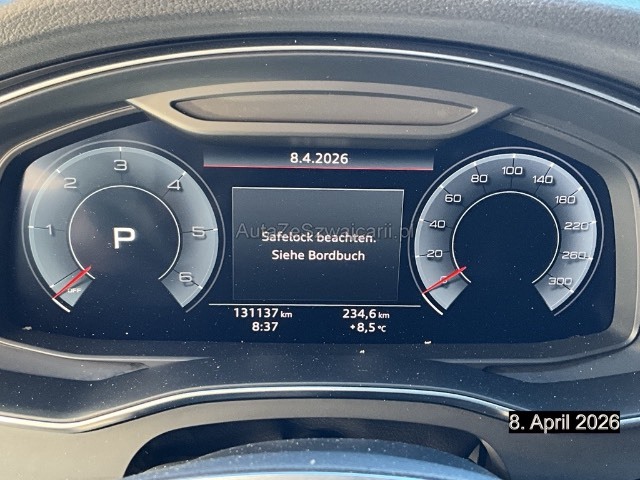 8.4.2026
AutaZeSzwajcarii.pl
Safelock beachten.
Siehe Bordbuch
P
OFF
1
2
3
4
5
6
0
20
40
60
80
100
140
180
220
260
300
131137 km
234,6 km
8:37
+8,5 °C
8. April 2026